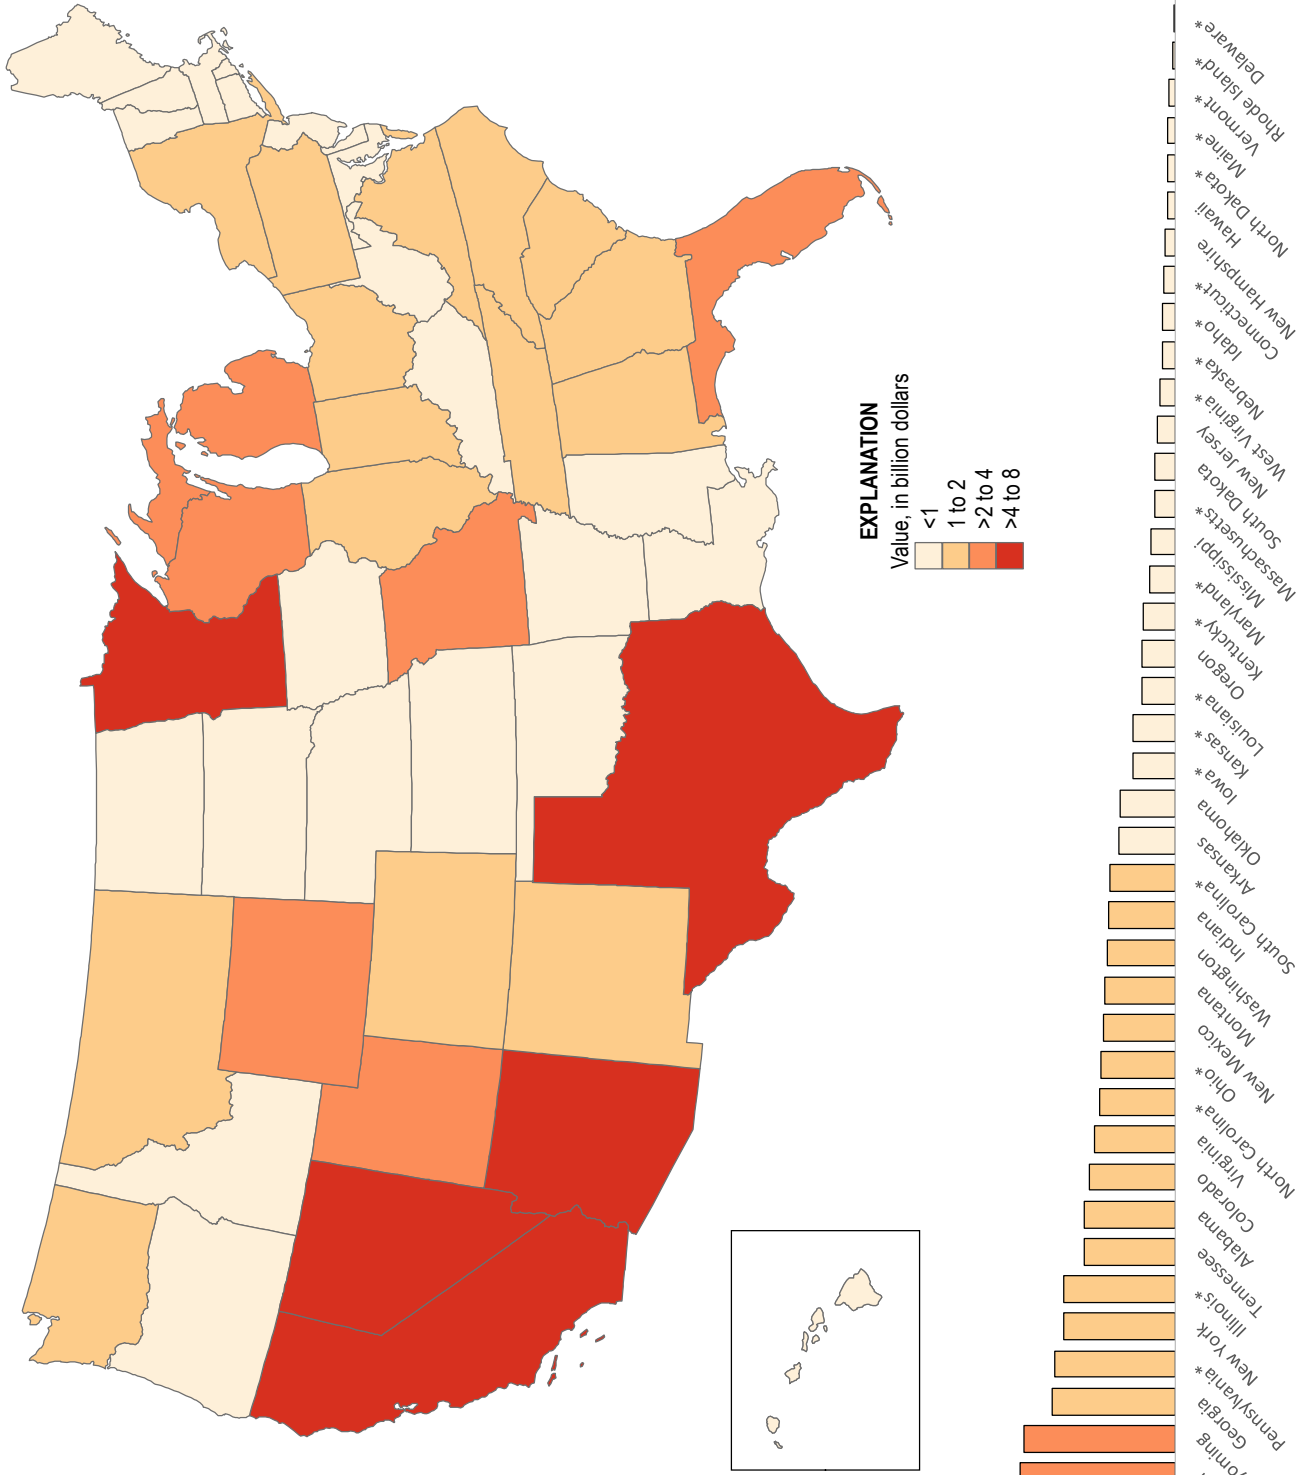 EXPLANATION
Value, in billion dollars
<1
1 to 2
>2 to 4
>4 to 8
Georgia
Pennsylvania*
New York
Illinois*
Tennessee
Alabama
Colorado
Virginia
North Carolina*
Ohio*
New Mexico
Montana
Washington
Indiana
South Carolina*
Arkansas
Oklahoma
Iowa*
Kansas*
Louisiana*
Oregon
Kentucky*
Maryland*
Mississippi
Massachusetts*
South Dakota
New Jersey
West Virginia*
Nebraska*
Idaho*
Connecticut*
New Hampshire
Hawaii
North Dakota*
Maine*
Vermont*
Rhode Island*
Delaware*